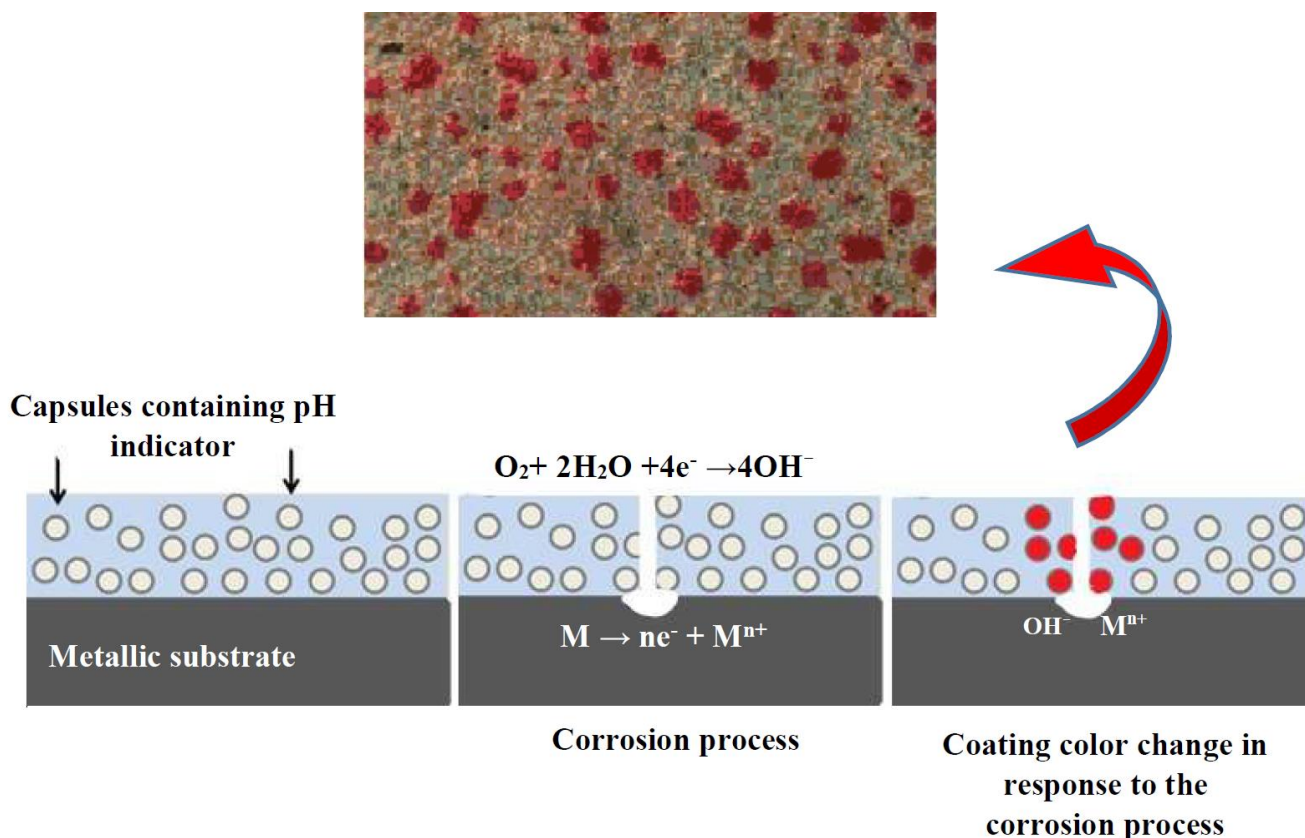 Capsules containing pH
indicator
O₂+ 2H₂O +4e⁻ →4OH⁻
Metallic substrate
M → ne⁻ + Mⁿ⁺
OH⁻ Mⁿ⁺
Corrosion process
Coating color change in
response to the
corrosion process